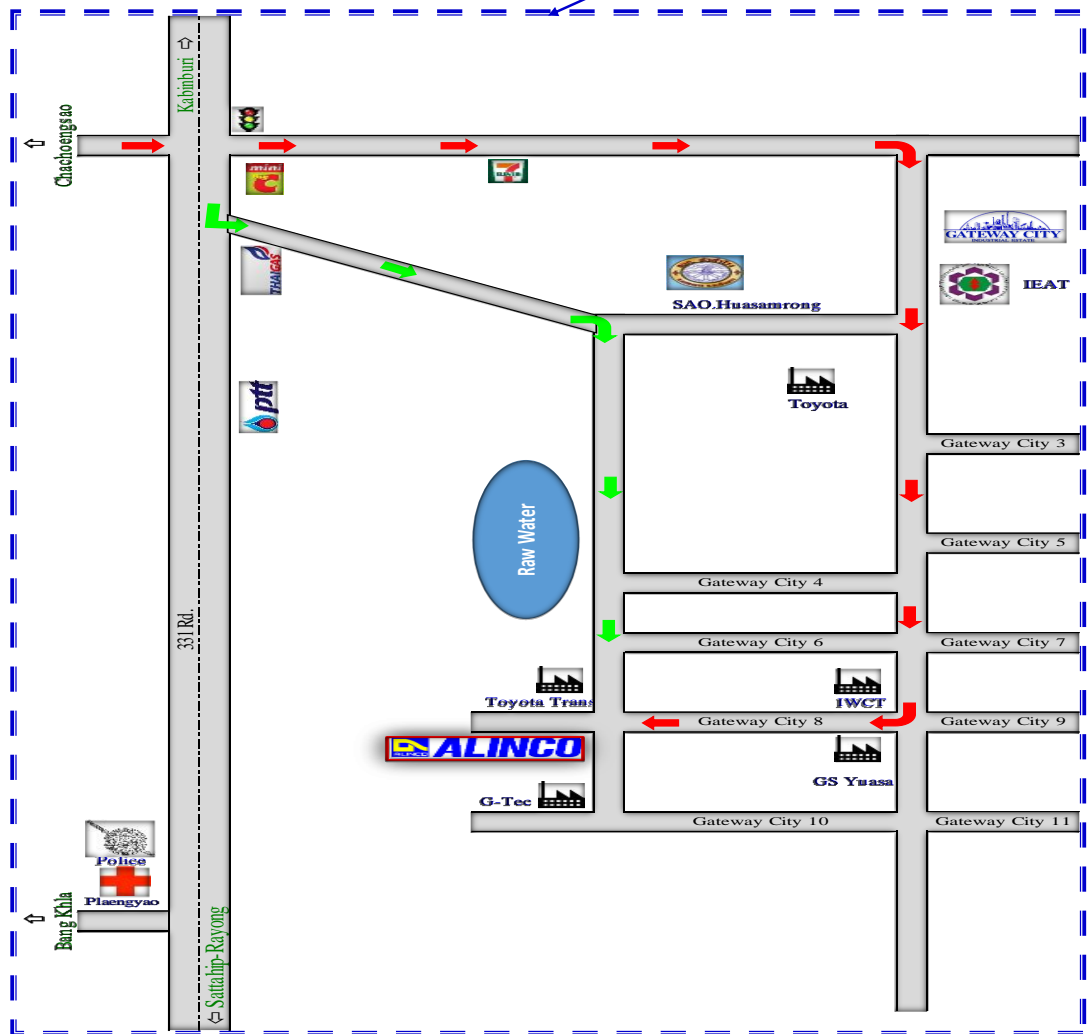 Kabinburi
Chachoengsao
mini
C
7
ELEVEN
GATEWAY CITY
INDUSTRIAL ESTATE
THAIGAS
IEAT
SAO.Huasamrong
ptt
Toyota
Gateway City 3
Raw Water
Gateway City 5
Gateway City 4
331 Rd.
Gateway City 6
Gateway City 7
Toyota Trans
IWCT
Gateway City 8
Gateway City 9
ALINCO
ALINCO
GS Yuasa
G-Tec
Gateway City 10
Gateway City 11
Police
Plaengyao
Bang Khla
Sattahip-Rayong